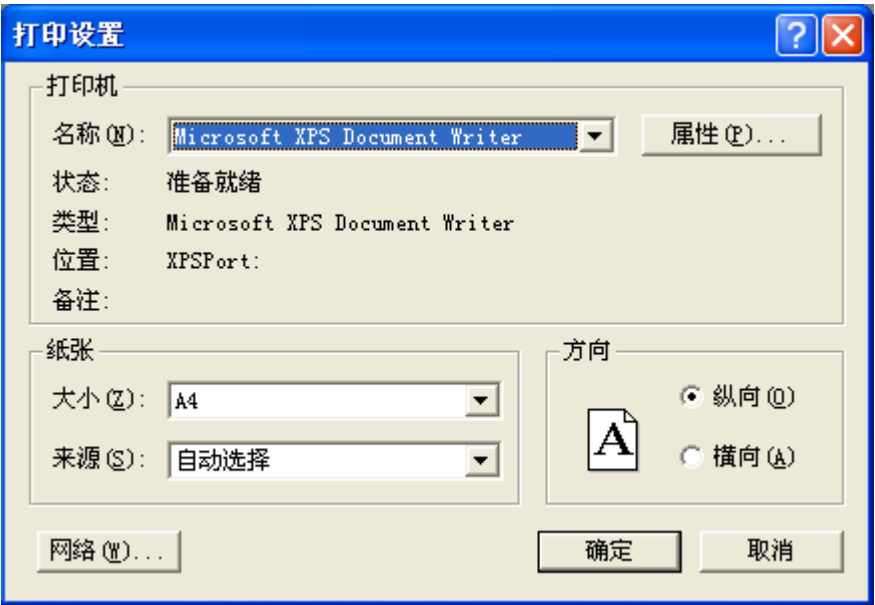 打印设置
打印机
名称(N): Microsoft XPS Document Writer 属性(P)...
状态: 准备就绪
类型: Microsoft XPS Document Writer
位置: XPSPort:
备注:
纸张
大小(Z): A4
来源(S): 自动选择
方向
A
纵向(O)
横向(A)
网络(W)... 确定 取消